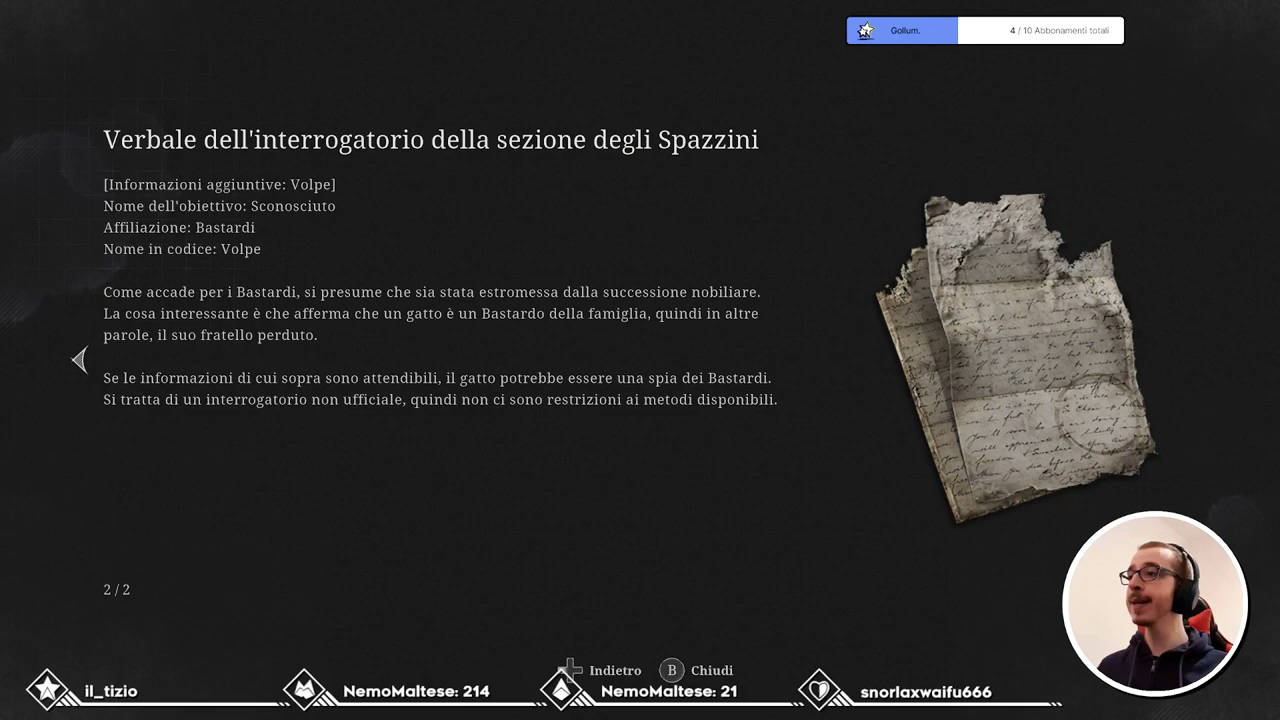 Gollum.
4 / 10 Abbonamenti totali
Verbale dell'interrogatorio della sezione degli Spazzini
[Informazioni aggiuntive: Volpe]
Nome dell'obiettivo: Sconosciuto
Affiliazione: Bastardi
Nome in codice: Volpe
Come accade per i Bastardi, si presume che sia stata estromessa dalla successione nobiliare.
La cosa interessante è che afferma che un gatto è un Bastardo della famiglia, quindi in altre
parole, il suo fratello perduto.
Se le informazioni di cui sopra sono attendibili, il gatto potrebbe essere una spia dei Bastardi.
Si tratta di un interrogatorio non ufficiale, quindi non ci sono restrizioni ai metodi disponibili.
2 / 2
Indietro
B Chiudi
il_tizio
NemoMaltese: 214
NemoMaltese: 21
snorlaxwaifu666